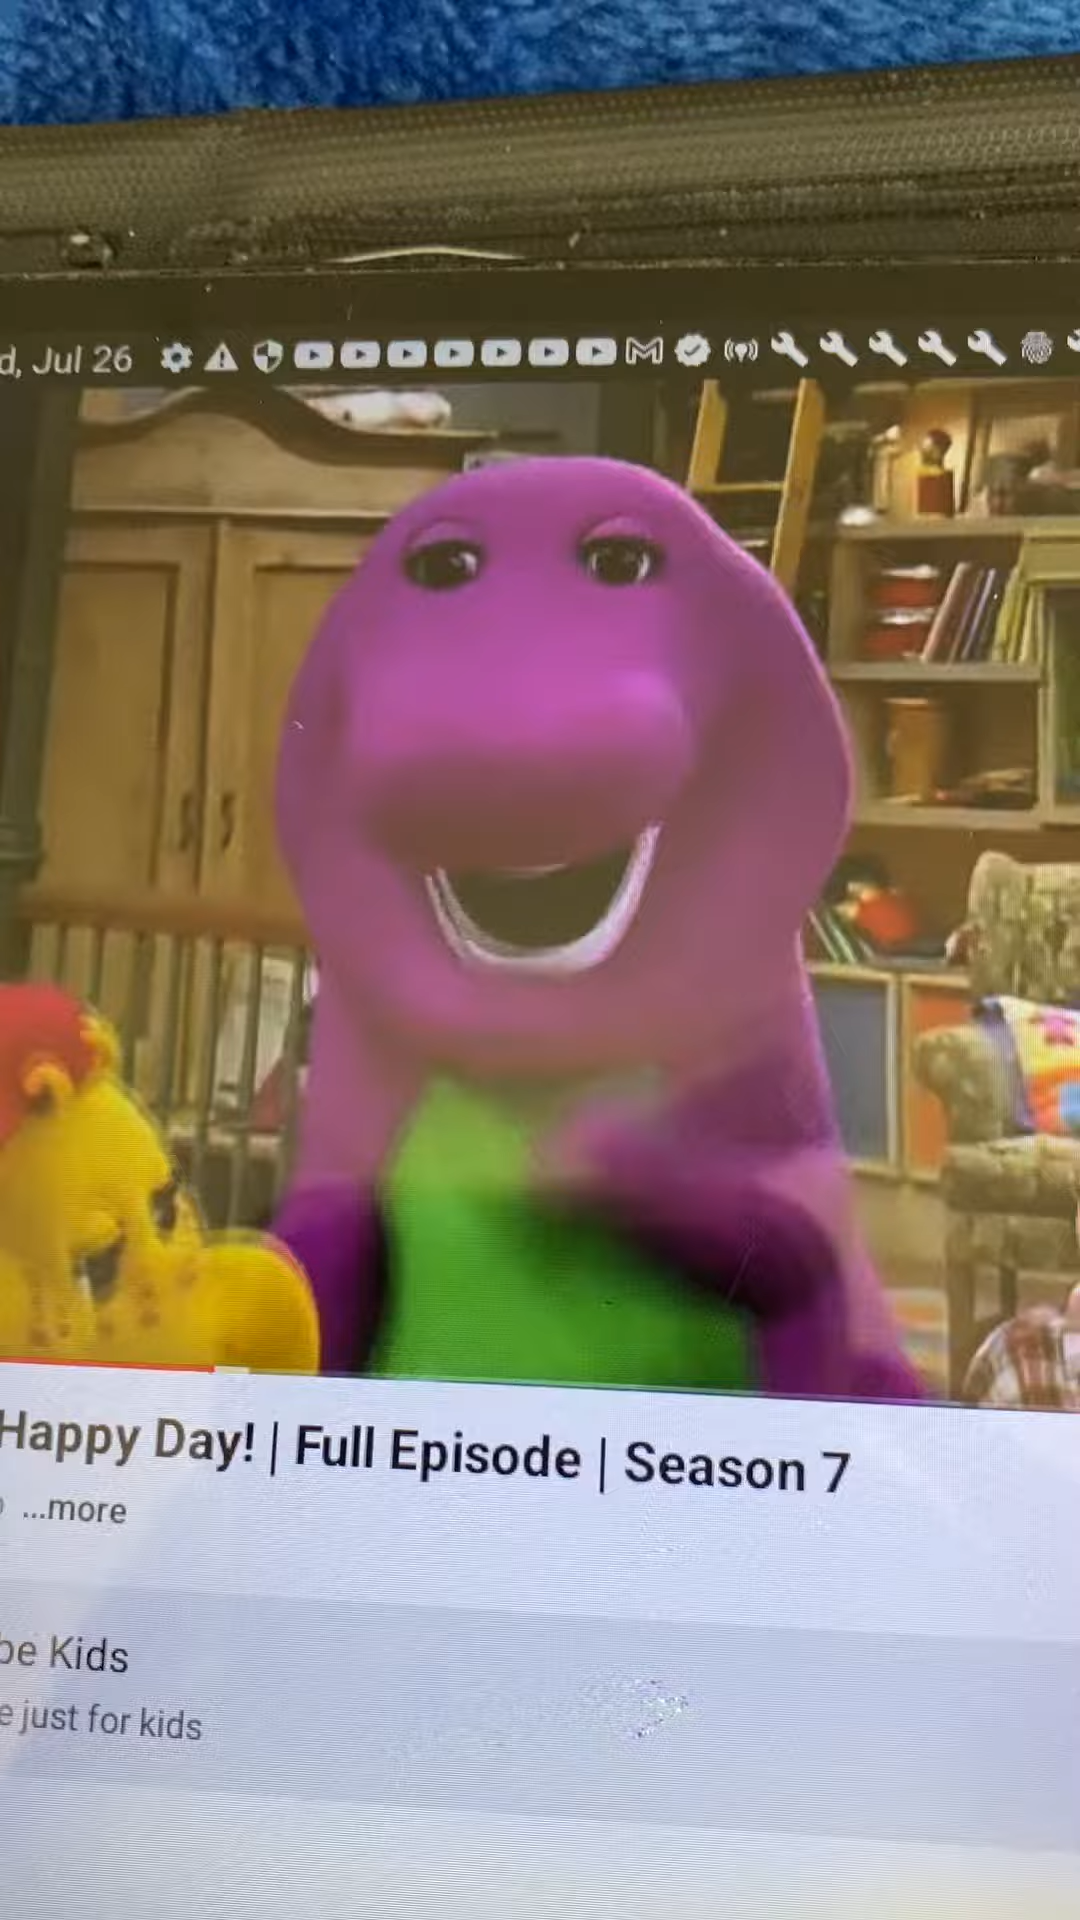 d, Jul 26
Happy Day! | Full Episode | Season 7
...more
be Kids
e just for kids